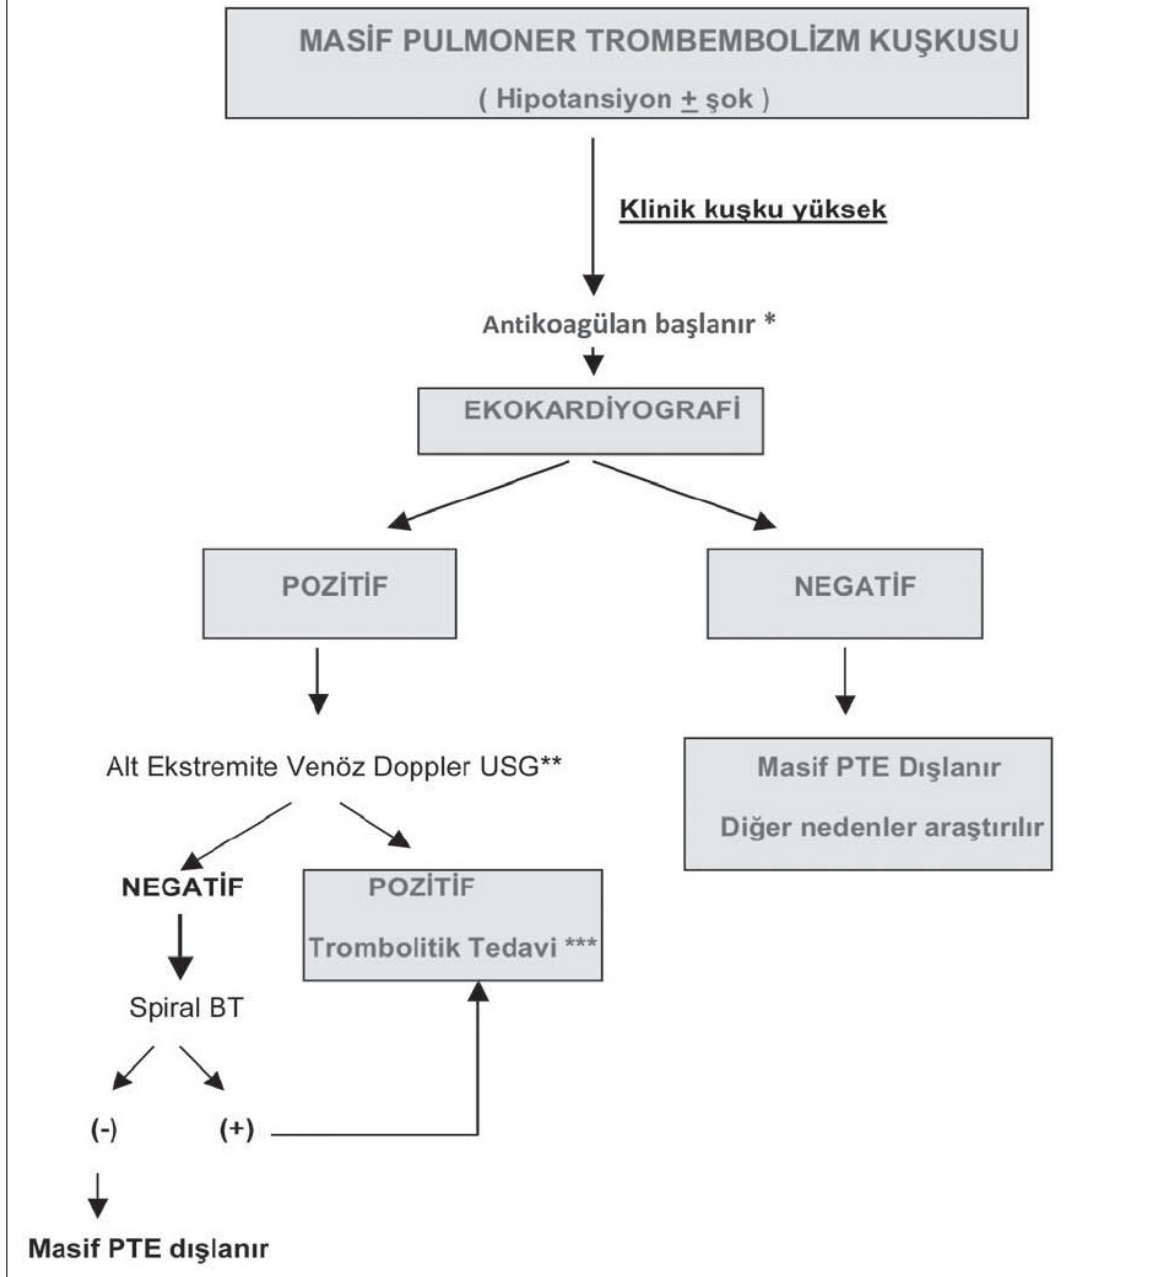 MASİF PULMONER TROMBEMBOLİZM KUŞKUSU
( Hipotansiyon ± şok )
Klinik kuşku yüksek
Antikoagülan başlanır *
EKOKARDİYOGRAFİ
POZİTİF
NEGATİF
Alt Ekstremite Venöz Doppler USG**
Masif PTE Dışlanır
Diğer nedenler araştırılır
NEGATİF
POZİTİF
Trombolitik Tedavi ***
Spiral BT
(-)
(+)
Masif PTE dışlanır